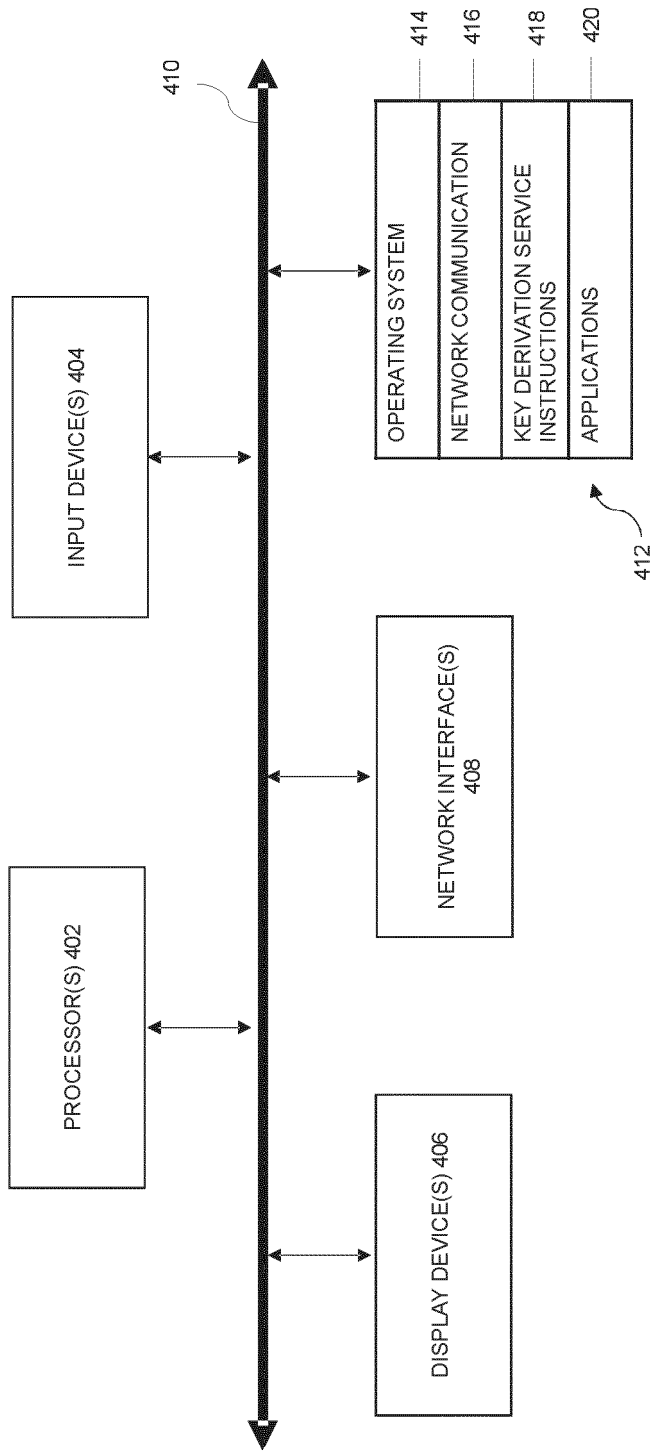 PROCESSOR(S) 402
INPUT DEVICE(S) 404
410
DISPLAY DEVICE(S) 406
NETWORK INTERFACE(S)
408
OPERATING SYSTEM
414
NETWORK COMMUNICATION
416
KEY DERIVATION SERVICE
INSTRUCTIONS
418
APPLICATIONS
420
412